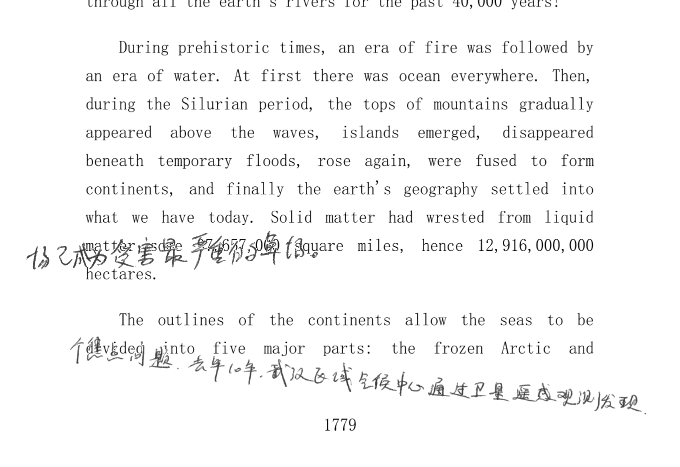 through all the earth's rivers for the past 40,000 years!
During prehistoric times, an era of fire was followed by
an era of water. At first there was ocean everywhere. Then,
during the Silurian period, the tops of mountains gradually
appeared above the waves, islands emerged, disappeared
beneath temporary floods, rose again, were fused to form
continents, and finally the earth's geography settled into
what we have today. Solid matter had wrested from liquid
matter some 37,657,000 square miles, hence 12,916,000,000
杨已成为受害最严重的单位。
hectares.
The outlines of the continents allow the seas to be
divided into five major parts: the frozen Arctic and
个焦点问题.去年10年.武汉区域气候中心通过卫星遥感观测发现.
1779